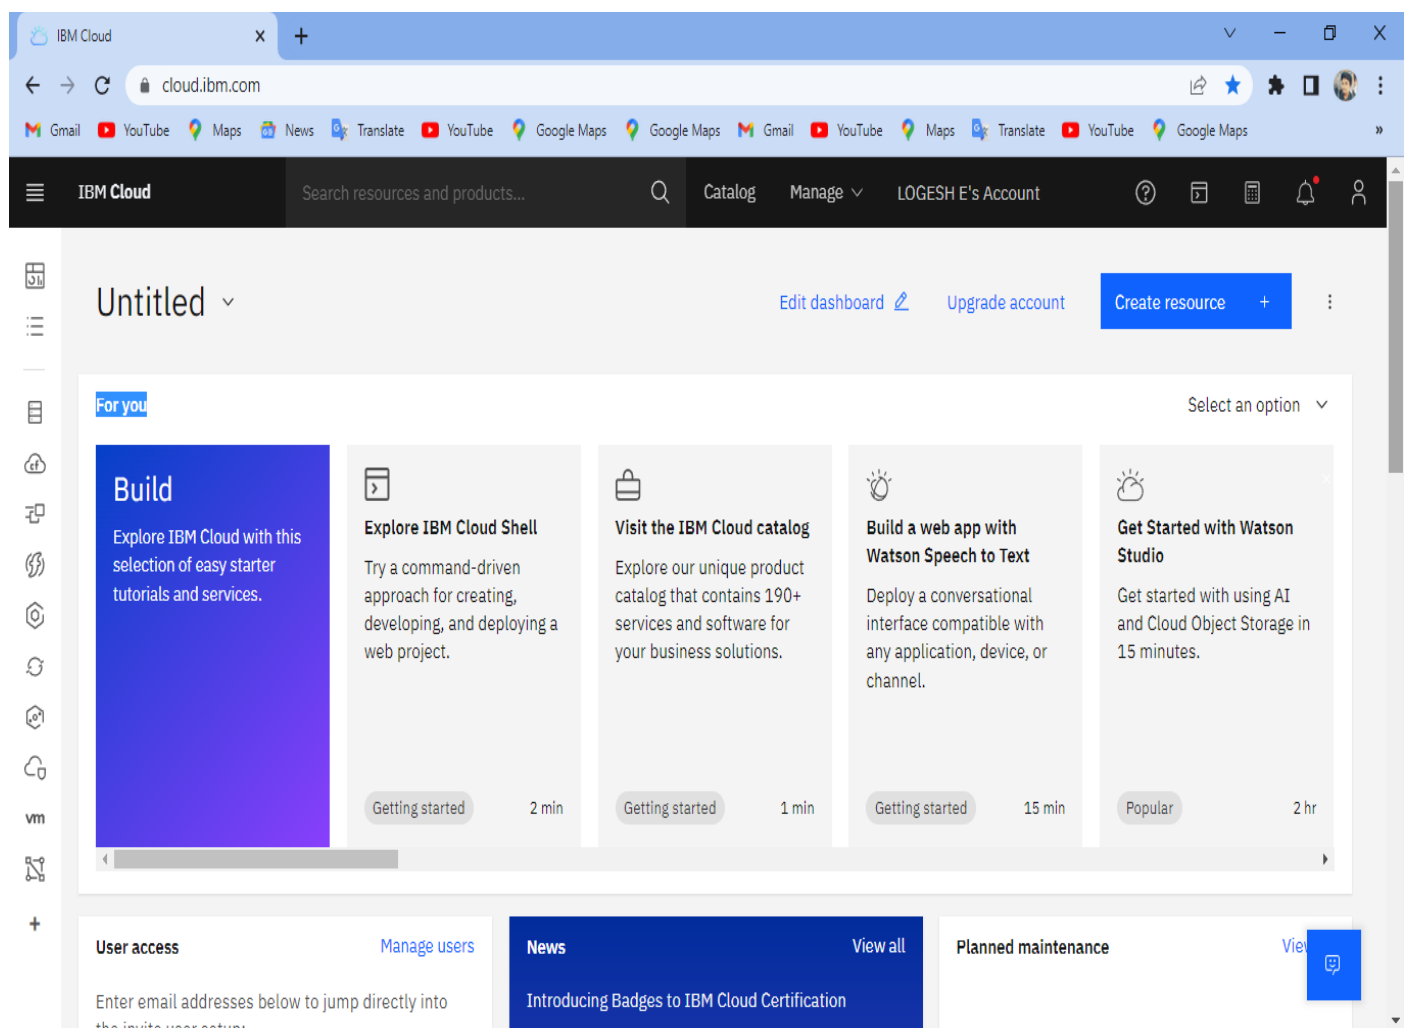 IBM Cloud
cloud.ibm.com
Gmail YouTube Maps News Translate YouTube Google Maps Google Maps Gmail YouTube Maps Translate YouTube Google Maps »
IBM Cloud Search resources and products... Catalog Manage LOGESH E's Account
Untitled Edit dashboard Upgrade account Create resource +
For you Select an option
Build
Explore IBM Cloud with this
selection of easy starter
tutorials and services.
Explore IBM Cloud Shell
Try a command-driven
approach for creating,
developing, and deploying a
web project.
Getting started 2 min
Visit the IBM Cloud catalog
Explore our unique product
catalog that contains 190+
services and software for
your business solutions.
Getting started 1 min
Build a web app with
Watson Speech to Text
Deploy a conversational
interface compatible with
any application, device, or
channel.
Getting started 15 min
Get Started with Watson
Studio
Get started with using AI
and Cloud Object Storage in
15 minutes.
Popular 2 hr
cf
vm
User access Manage users
Enter email addresses below to jump directly into
the invite user setup:
News View all
Introducing Badges to IBM Cloud Certification
Planned maintenance